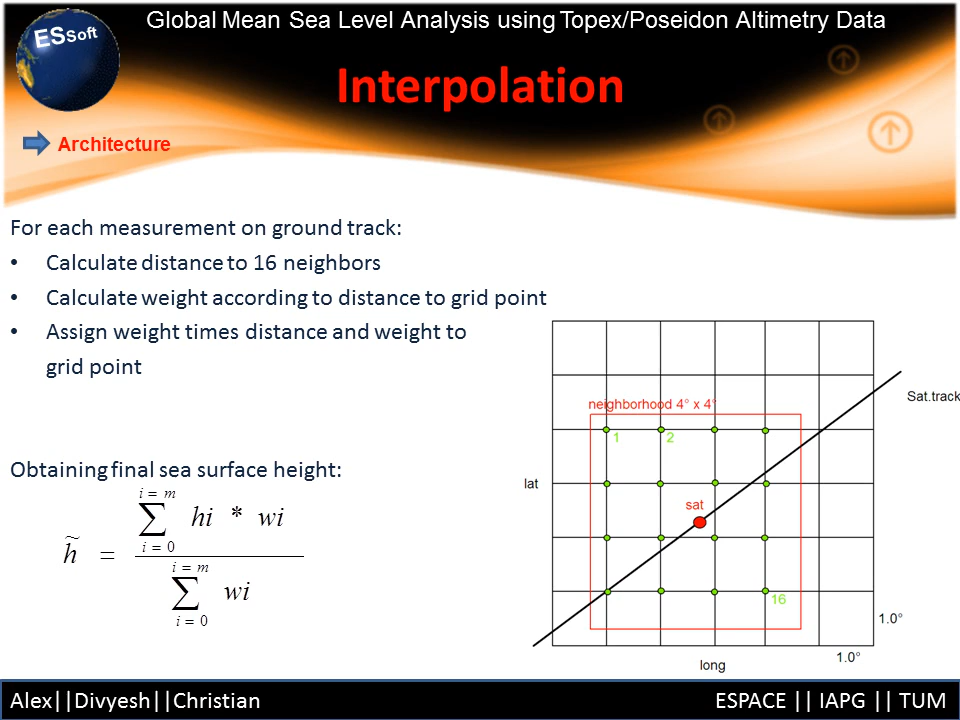 Global Mean Sea Level Analysis using Topex/Poseidon Altimetry Data
ESSoft
Interpolation
Architecture
For each measurement on ground track:
• Calculate distance to 16 neighbors
• Calculate weight according to distance to grid point
• Assign weight times distance and weight to
grid point
Obtaining final sea surface height:
i = m
∑ hi * wi
i = 0
h̃ =
i = m
∑ wi
i = 0
neighborhood 4° x 4°
Sat.track
1 2
lat
sat
16
1.0°
1.0°
long
Alex||Divyesh||Christian
ESPACE || IAPG || TUM